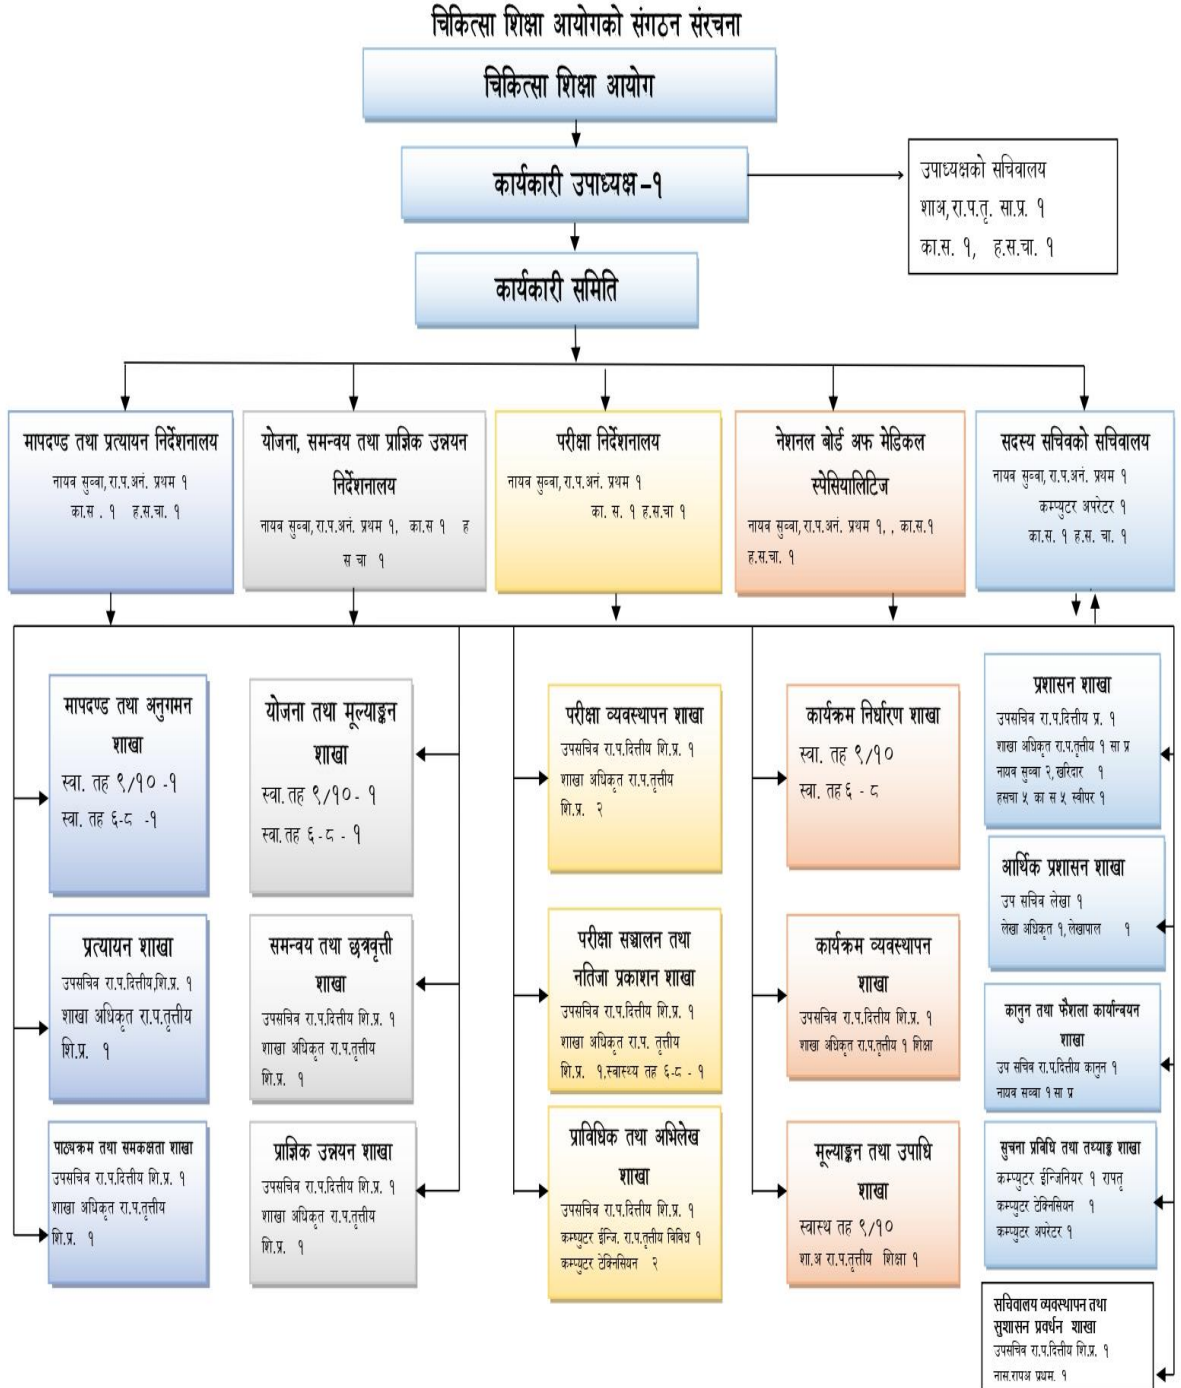 चिकित्सा शिक्षा आयोगको संगठन संरचना
चिकित्सा शिक्षा आयोग
कार्यकारी उपाध्यक्ष-१
उपाध्यक्षको सचिवालय
शाअ,रा.प.तृ. सा.प्र. १
का.स. १, ह.स.चा. १
कार्यकारी समिति
मापदण्ड तथा प्रत्यायन निर्देशनालय
नायव सुव्वा,रा.प.अनं. प्रथम १
का.स . १ ह.स.चा. १
योजना, समन्वय तथा प्राज्ञिक उन्नयन
निर्देशनालय
नायव सुव्वा,रा.प.अनं. प्रथम १, का.स १ ह
स चा १
परीक्षा निर्देशनालय
नायव सुव्वा,रा.प.अनं. प्रथम १
का. स. १ ह.स.चा १
नेशनल बोर्ड अफ मेडिकल
स्पेसियालिटिज
नायव सुव्वा,रा.प.अनं. प्रथम १, , का.स.१
ह.स.चा. १
सदस्य सचिवको सचिवालय
नायव सुव्वा,रा.प.अनं. प्रथम १
कम्प्युटर अपरेटर १
का.स. १ ह.स. चा. १
मापदण्ड तथा अनुगमन
शाखा
स्वा. तह ९/१० -१
स्वा. तह ६-८ -१
प्रत्यायन शाखा
उपसचिव रा.प.दित्तीय,शि.प्र. १
शाखा अधिकृत रा.प.तृत्तीय
शि.प्र. १
पाठ्यक्रम तथा समकक्षता शाखा
उपसचिव रा.प.दित्तीय शि.प्र. १
शाखा अधिकृत रा.प.तृत्तीय
शि.प्र. १
योजना तथा मूल्याङ्कन
शाखा
स्वा. तह ९/१०- १
स्वा. तह ६-८ - १
समन्वय तथा छत्रवृत्ती
शाखा
उपसचिव रा.प.दित्तीय शि.प्र. १
शाखा अधिकृत रा.प.तृत्तीय
शि.प्र. १
प्राज्ञिक उन्नयन शाखा
उपसचिव रा.प.दित्तीय शि.प्र. १
शाखा अधिकृत रा.प.तृत्तीय
शि.प्र. १
परीक्षा व्यवस्थापन शाखा
उपसचिव रा.प.दित्तीय शि.प्र. १
शाखा अधिकृत रा.प.तृत्तीय
शि.प्र. २
परीक्षा सञ्चालन तथा
नतिजा प्रकाशन शाखा
उपसचिव रा.प.दित्तीय शि.प्र. १
शाखा अधिकृत रा.प. तृत्तीय
शि.प्र. १,स्वास्थ्य तह ६-८ - १
प्राविधिक तथा अभिलेख
शाखा
उपसचिव रा.प.दित्तीय शि.प्र. १
कम्प्युटर ईन्जि. रा.प.तृत्तीय विविध १
कम्प्युटर टेक्निसियन २
कार्यक्रम निर्धारण शाखा
स्वा. तह ९/१०
स्वा. तह ६ - ८
कार्यक्रम व्यवस्थापन
शाखा
उपसचिव रा.प.दित्तीय शि.प्र. १
शाखा अधिकृत रा.प.तृत्तीय १ शिक्षा
मूल्याङ्कन तथा उपाधि
शाखा
स्वास्थ तह ९/१०
शा.अ रा.प.तृत्तीय शिक्षा १
प्रशासन शाखा
उपसचिव रा.प.दित्तीय प्र. १
शाखा अधिकृत रा.प.तृत्तीय १ सा प्र
नायव सुव्वा २,खरिदार १
हसचा ५ का स ५ स्वीपर १
आर्थिक प्रशासन शाखा
उप सचिव लेखा १
लेखा अधिकृत १,लेखापाल १
कानुन तथा फैशला कार्यान्बयन
शाखा
उप सचिव रा.प.दित्तीय कानुन १
नायव सव्वा १ सा प्र
सुचना प्रविधि तथा तथ्याङ्क शाखा
कम्प्युटर ईन्जिनियर १ रापतृ
कम्प्युटर टेक्निसियन १
कम्प्युटर अपरेटर १
सचिवालय व्यवस्थापन तथा
सुशासन प्रवर्धन शाखा
उपसचिव रा.प.दित्तीय शि.प्र. १
नास.रापअ प्रथम. १